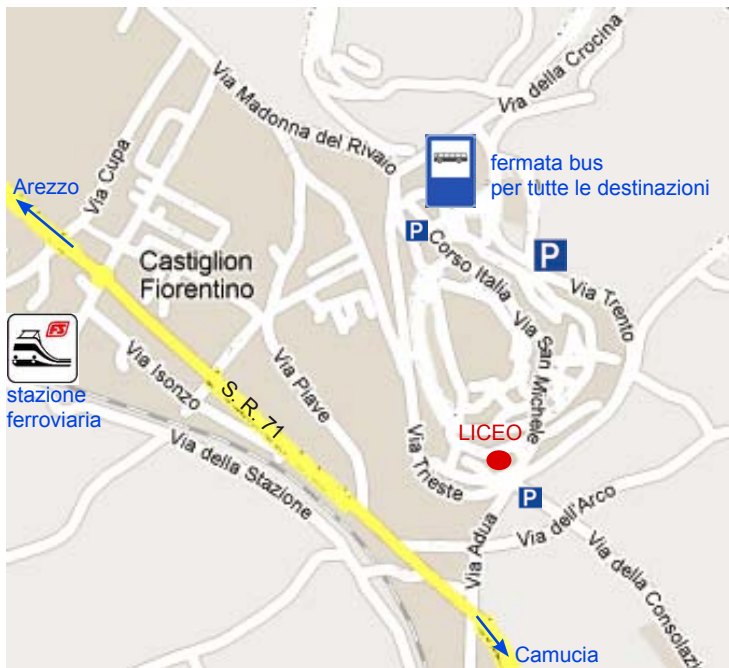 Via della Crocina
Via Madonna del Rivaio
fermata bus
per tutte le destinazioni
Via Cupa
Arezzo
P
Corso Italia
P
Castiglion
Fiorentino
Via Trento
FS
Via San Michele
stazione
ferroviaria
Via Isonzo
S. R. 71
Via Piave
LICEO
Via Trieste
Via della Stazione
P
Via dell'Arco
Via Adua
Via della Consolaz
Camucia